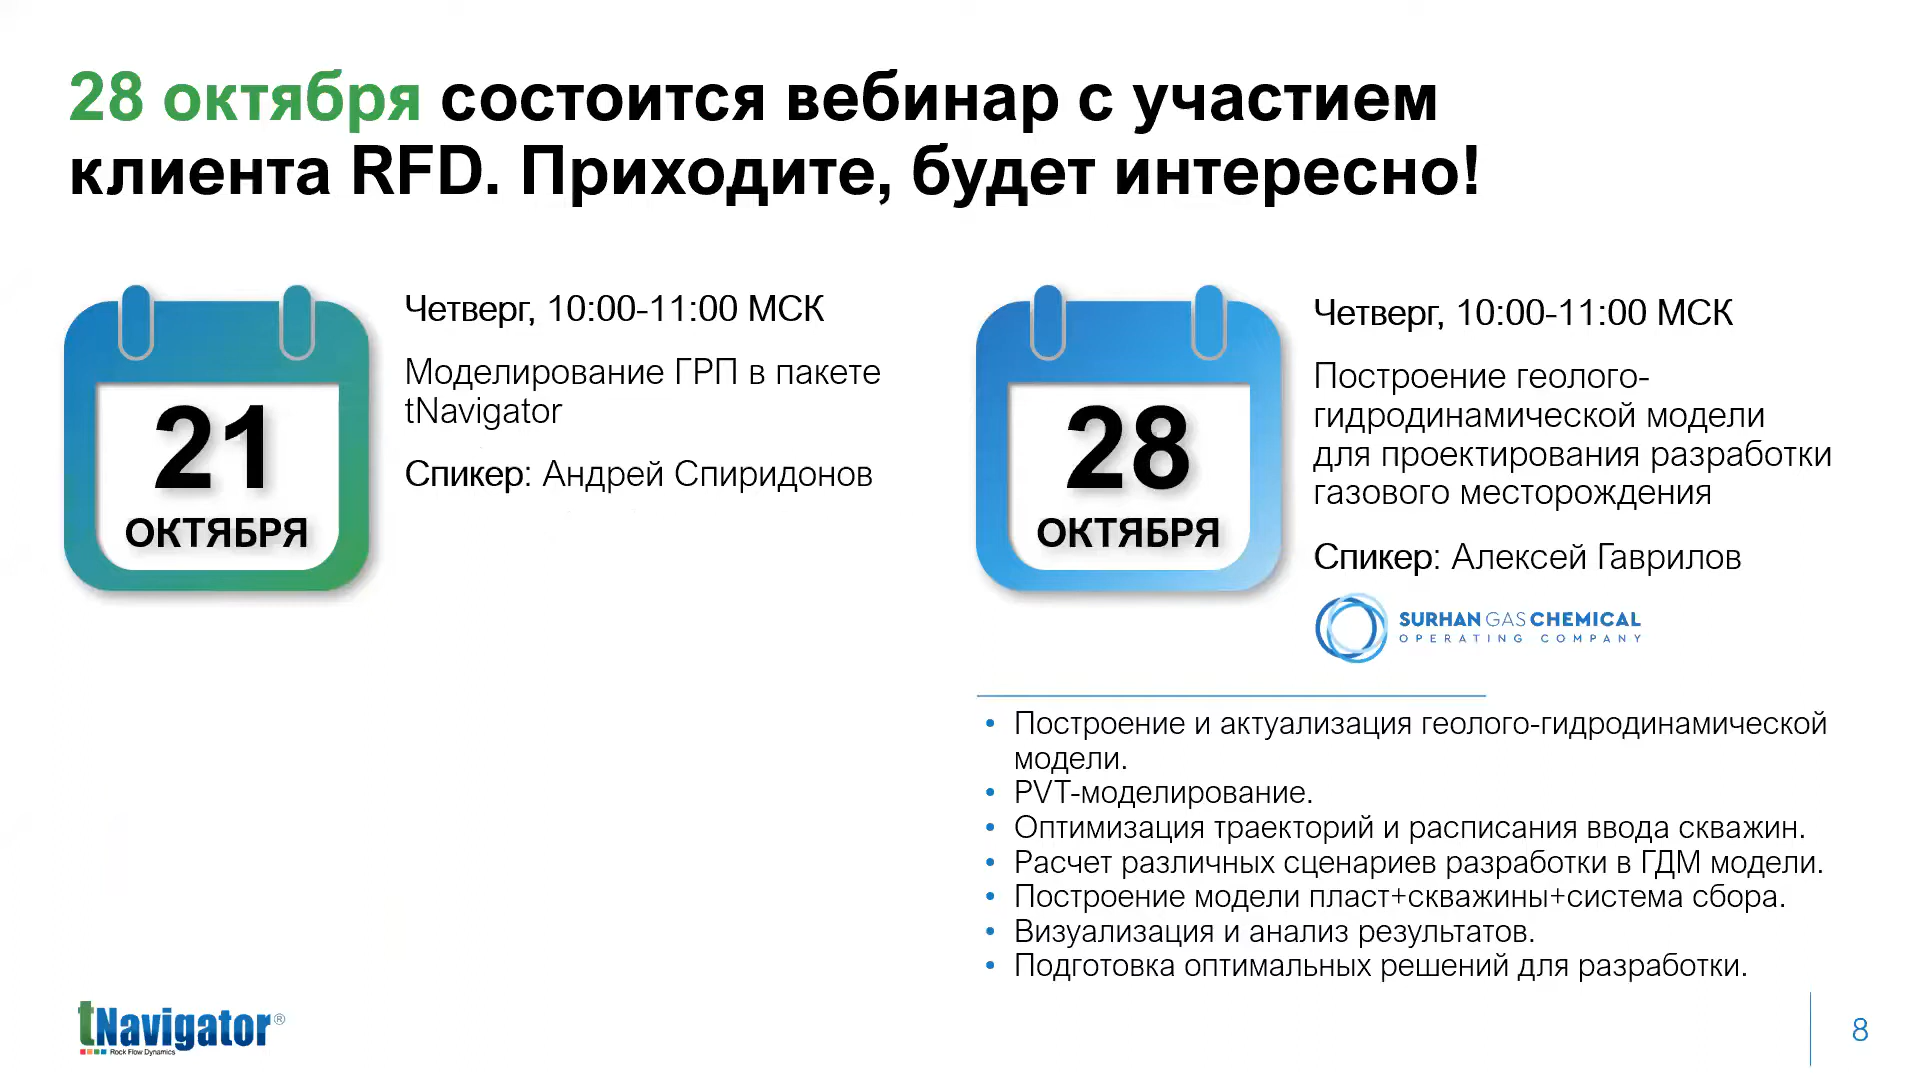 28 октября состоится вебинар с участием
клиента RFD. Приходите, будет интересно!
21
ОКТЯБРЯ
Четверг, 10:00-11:00 МСК
Моделирование ГРП в пакете
tNavigator
Спикер: Андрей Спиридонов
28
ОКТЯБРЯ
Четверг, 10:00-11:00 МСК
Построение геолого-
гидродинамической модели
для проектирования разработки
газового месторождения
Спикер: Алексей Гаврилов
SURHAN GAS CHEMICAL
OPERATING COMPANY
• Построение и актуализация геолого-гидродинамической
модели.
• PVT-моделирование.
• Оптимизация траекторий и расписания ввода скважин.
• Расчет различных сценариев разработки в ГДМ модели.
• Построение модели пласт+скважины+система сбора.
• Визуализация и анализ результатов.
• Подготовка оптимальных решений для разработки.
tNavigator®
Rock Flow Dynamics
8